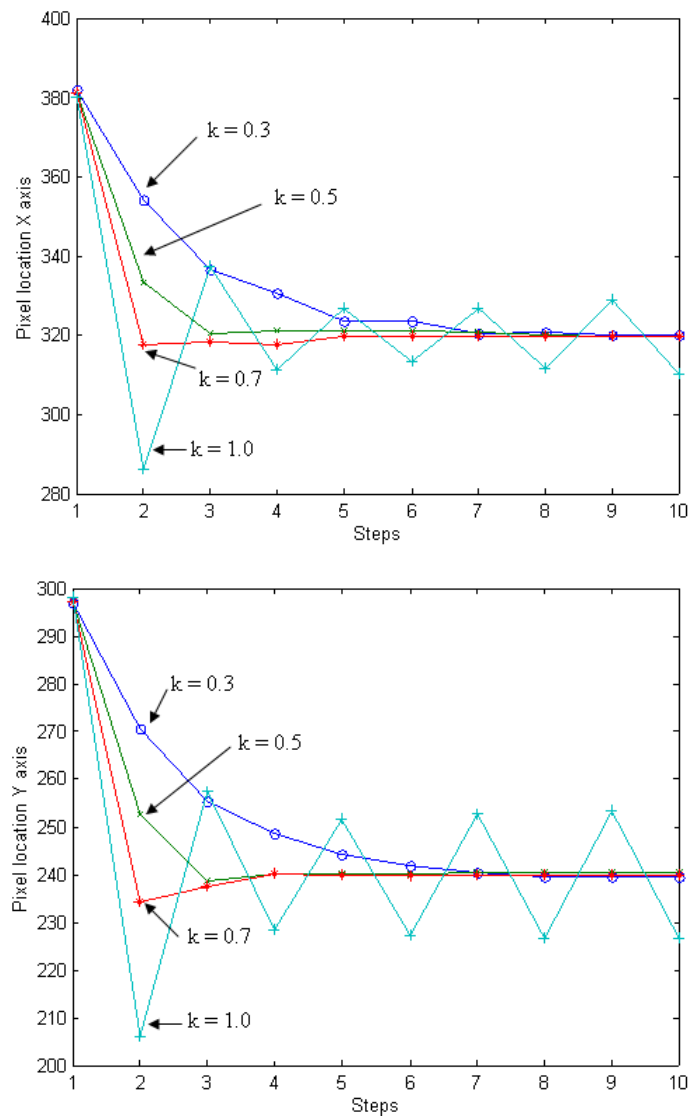 400
380
k = 0.3
360
k = 0.5
340
Pixel location X axis
320
k = 0.7
300
k = 1.0
280
1 2 3 4 5 6 7 8 9 10
Steps
300
290
280
k = 0.3
270
k = 0.5
260
250
Pixel location Y axis
240
230
k = 0.7
220
210
k = 1.0
200
1 2 3 4 5 6 7 8 9 10
Steps